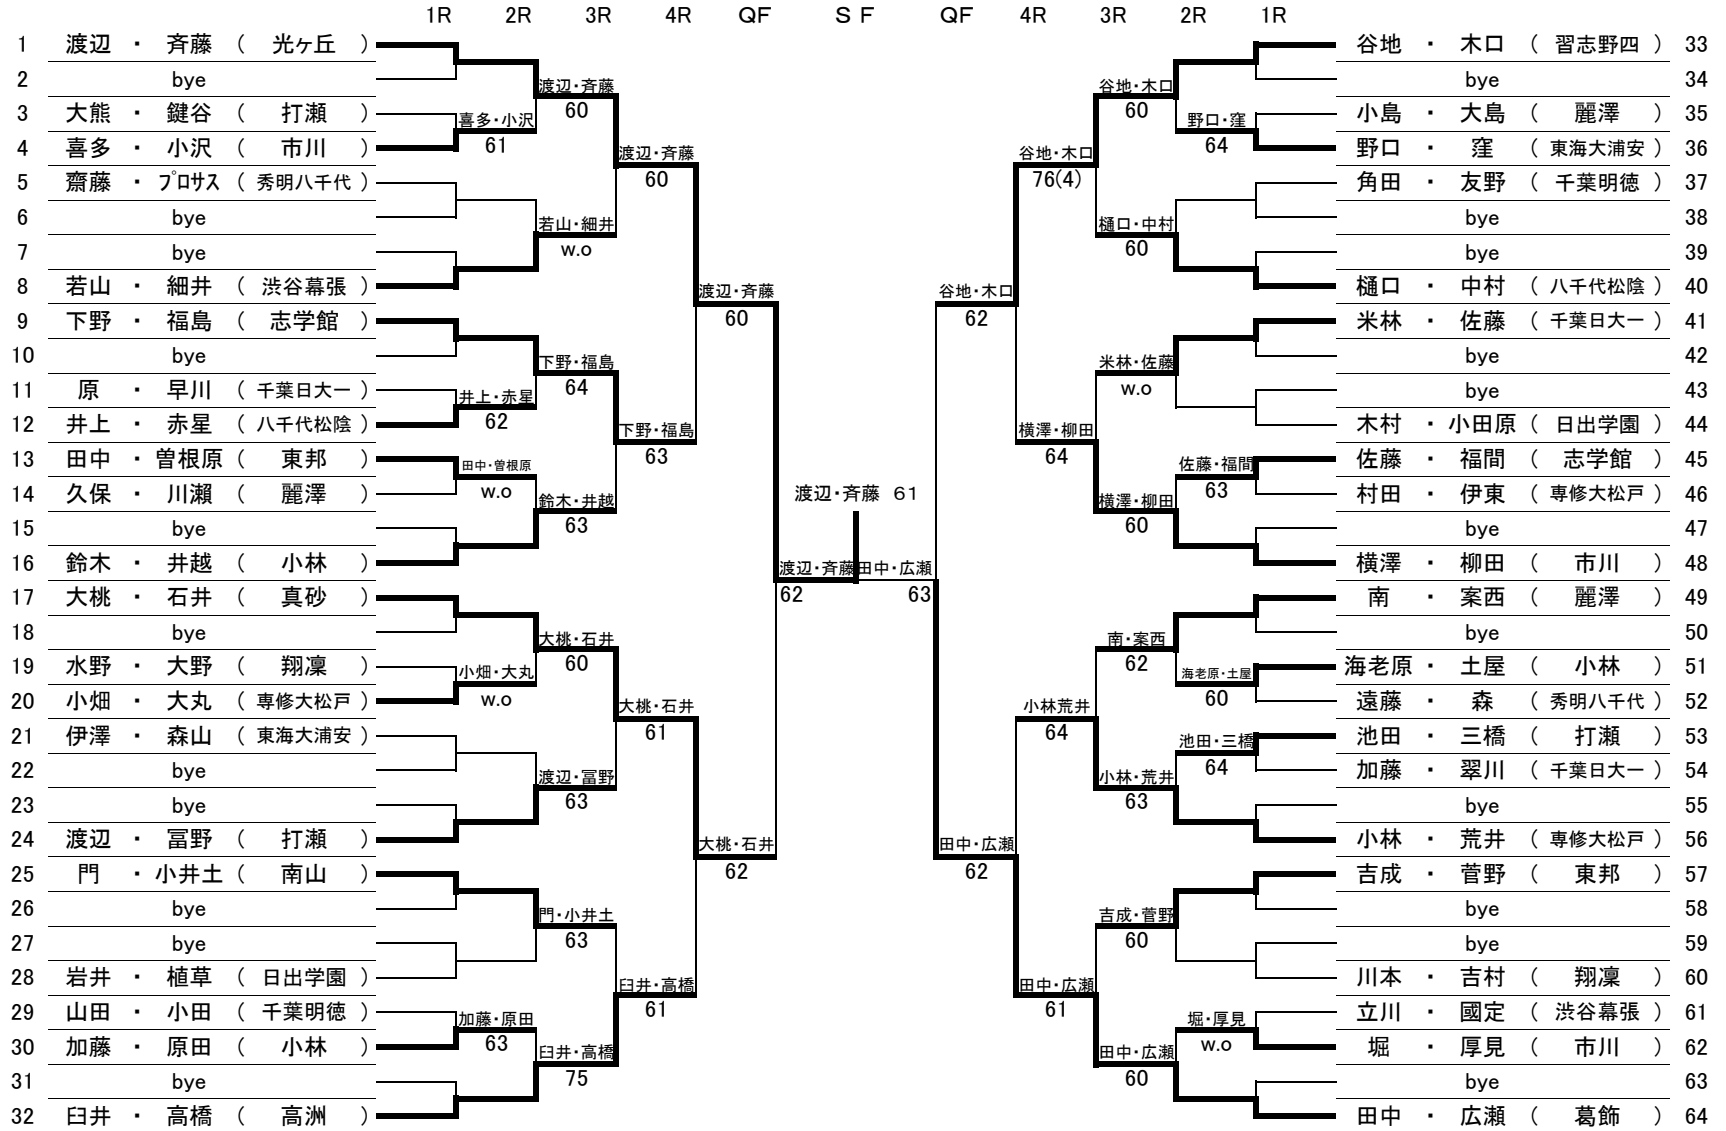 1R 2R 3R 4R QF S F QF 4R 3R 2R 1R
1 渡辺 ・ 斉藤 ( 光ヶ丘 ) 谷地 ・ 木口 ( 習志野四 ) 33
2 bye 渡辺・斉藤 谷地・木口 bye 34
60 60
3 大熊 ・ 鍵谷 ( 打瀬 ) 喜多・小沢 野口・窪 小島 ・ 大島 ( 麗澤 ) 35
61 64
4 喜多 ・ 小沢 ( 市川 ) 渡辺・斉藤 谷地・木口 野口 ・ 窪 ( 東海大浦安 ) 36
60 76(4)
5 齋藤 ・ プロサス ( 秀明八千代 ) 角田 ・ 友野 ( 千葉明徳 ) 37
6 bye 若山・細井 樋口・中村 bye 38
w.o 60
7 bye bye 39
8 若山 ・ 細井 ( 渋谷幕張 ) 渡辺・斉藤 谷地・木口 樋口 ・ 中村 ( 八千代松陰 ) 40
60 62
9 下野 ・ 福島 ( 志学館 ) 米林 ・ 佐藤 ( 千葉日大一 ) 41
10 bye 下野・福島 米林・佐藤 bye 42
64 w.o
11 原 ・ 早川 ( 千葉日大一 ) 井上・赤星 bye 43
62
12 井上 ・ 赤星 ( 八千代松陰 ) 下野・福島 横澤・柳田 木村 ・ 小田原 ( 日出学園 ) 44
63 64
13 田中 ・ 曽根原 ( 東邦 ) 田中・曽根原 佐藤・福間 佐藤 ・ 福間 ( 志学館 ) 45
w.o 63
14 久保 ・ 川瀬 ( 麗澤 ) 鈴木・井越 渡辺・斉藤 61 横澤・柳田 村田 ・ 伊東 ( 専修大松戸 ) 46
63 60
15 bye bye 47
16 鈴木 ・ 井越 ( 小林 ) 渡辺・斉藤 田中・広瀬 横澤 ・ 柳田 ( 市川 ) 48
62 63
17 大桃 ・ 石井 ( 真砂 ) 南 ・ 案西 ( 麗澤 ) 49
18 bye 大桃・石井 南・案西 bye 50
60 62
19 水野 ・ 大野 ( 翔凜 ) 小畑・大丸 海老原・土屋 海老原 ・ 土屋 ( 小林 ) 51
w.o 60
20 小畑 ・ 大丸 ( 専修大松戸 ) 大桃・石井 小林荒井 遠藤 ・ 森 ( 秀明八千代 ) 52
61 64
21 伊澤 ・ 森山 ( 東海大浦安 ) 池田・三橋 池田 ・ 三橋 ( 打瀬 ) 53
64
22 bye 渡辺・冨野 小林・荒井 加藤 ・ 翠川 ( 千葉日大一 ) 54
63 63
23 bye bye 55
24 渡辺 ・ 冨野 ( 打瀬 ) 大桃・石井 田中・広瀬 小林 ・ 荒井 ( 専修大松戸 ) 56
62 62
25 門 ・ 小井土 ( 南山 ) 吉成 ・ 菅野 ( 東邦 ) 57
26 bye 門・小井土 吉成・菅野 bye 58
63 60
27 bye bye 59
28 岩井 ・ 植草 ( 日出学園 ) 臼井・高橋 田中・広瀬 川本 ・ 吉村 ( 翔凜 ) 60
61 61
29 山田 ・ 小田 ( 千葉明徳 ) 加藤・原田 堀・厚見 立川 ・ 國定 ( 渋谷幕張 ) 61
63 w.o
30 加藤 ・ 原田 ( 小林 ) 臼井・高橋 田中・広瀬 堀 ・ 厚見 ( 市川 ) 62
75 60
31 bye bye 63
32 臼井 ・ 高橋 ( 高洲 ) 田中 ・ 広瀬 ( 葛飾 ) 64